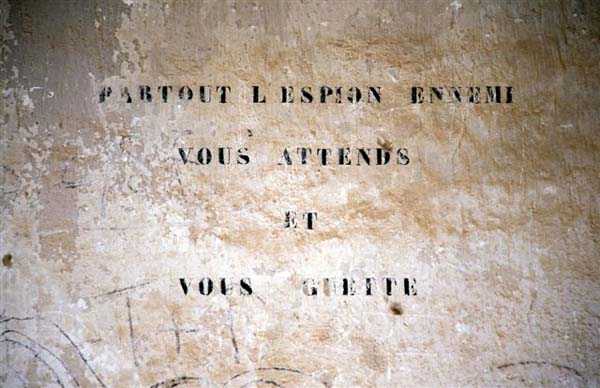 PARTOUT L'ESPION ENNEMI
VOUS ATTENDS
ET
VOUS GUETTE